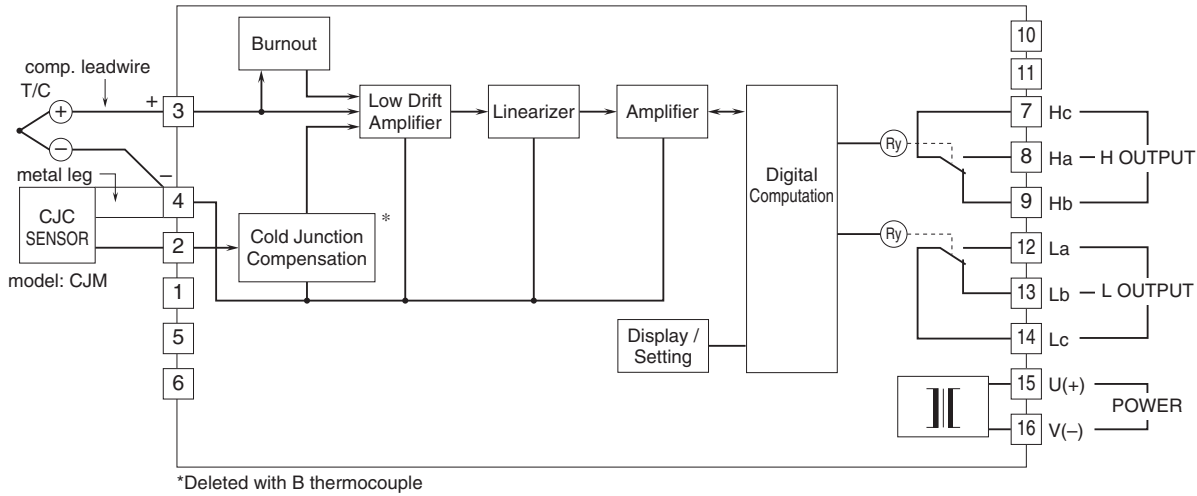 comp. leadwire
T/C
+
–
+
–
metal leg
CJC
SENSOR
model: CJM
3
4
2
1
5
6
Burnout
Low Drift
Amplifier
Linearizer
Amplifier
Cold Junction
Compensation
*
Digital
Computation
Display /
Setting
Ry
Ry
10
11
7 Hc
8 Ha H OUTPUT
9 Hb
12 La
13 Lb L OUTPUT
14 Lc
15 U(+)
POWER
16 V(–)
*Deleted with B thermocouple